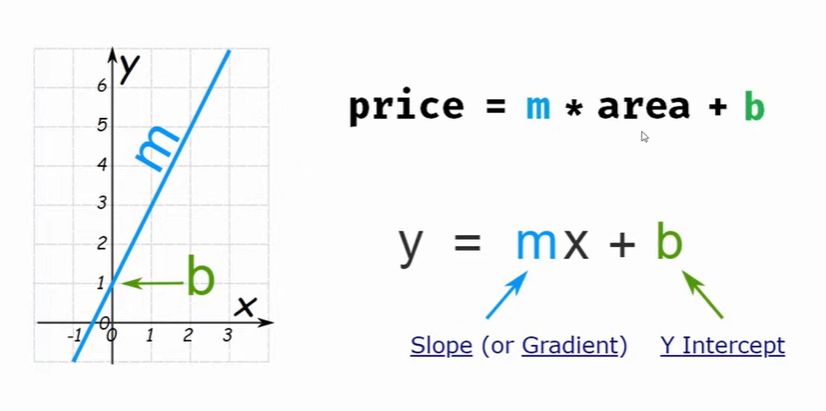 y
6
5
4
3
2
1
0
-1 0 1 2 3
x
m
b
price = m * area + b
y = mx + b
Slope (or Gradient) Y Intercept